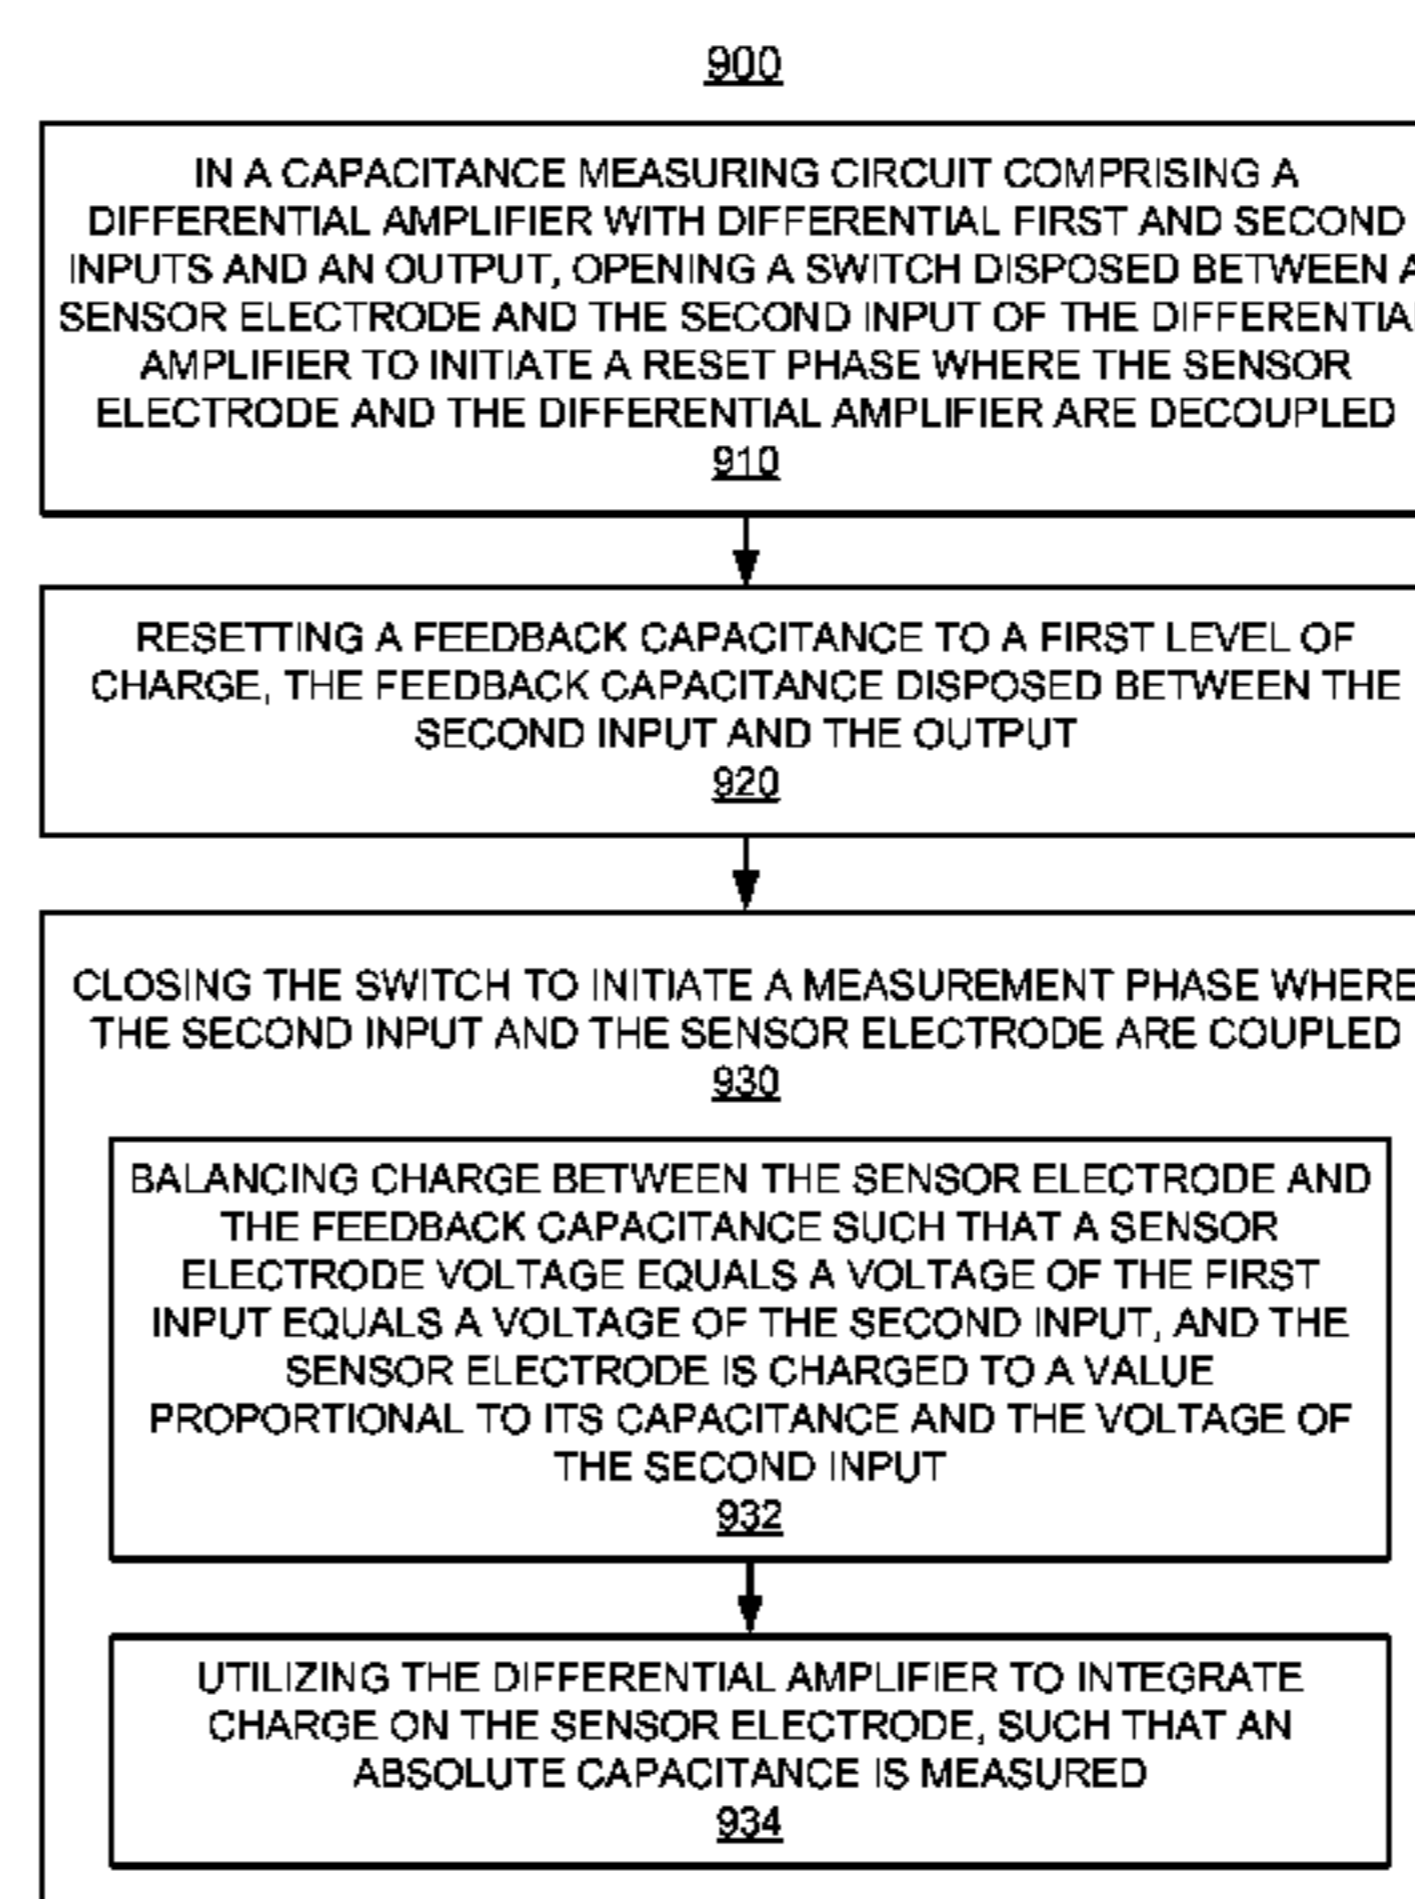 900
IN A CAPACITANCE MEASURING CIRCUIT COMPRISING A
DIFFERENTIAL AMPLIFIER WITH DIFFERENTIAL FIRST AND SECOND
INPUTS AND AN OUTPUT, OPENING A SWITCH DISPOSED BETWEEN A
SENSOR ELECTRODE AND THE SECOND INPUT OF THE DIFFERENTIAL
AMPLIFIER TO INITIATE A RESET PHASE WHERE THE SENSOR
ELECTRODE AND THE DIFFERENTIAL AMPLIFIER ARE DECOUPLED
910
RESETTING A FEEDBACK CAPACITANCE TO A FIRST LEVEL OF
CHARGE, THE FEEDBACK CAPACITANCE DISPOSED BETWEEN THE
SECOND INPUT AND THE OUTPUT
920
CLOSING THE SWITCH TO INITIATE A MEASUREMENT PHASE WHERE
THE SECOND INPUT AND THE SENSOR ELECTRODE ARE COUPLED
930
BALANCING CHARGE BETWEEN THE SENSOR ELECTRODE AND
THE FEEDBACK CAPACITANCE SUCH THAT A SENSOR
ELECTRODE VOLTAGE EQUALS A VOLTAGE OF THE FIRST
INPUT EQUALS A VOLTAGE OF THE SECOND INPUT, AND THE
SENSOR ELECTRODE IS CHARGED TO A VALUE
PROPORTIONAL TO ITS CAPACITANCE AND THE VOLTAGE OF
THE SECOND INPUT
932
UTILIZING THE DIFFERENTIAL AMPLIFIER TO INTEGRATE
CHARGE ON THE SENSOR ELECTRODE, SUCH THAT AN
ABSOLUTE CAPACITANCE IS MEASURED
934